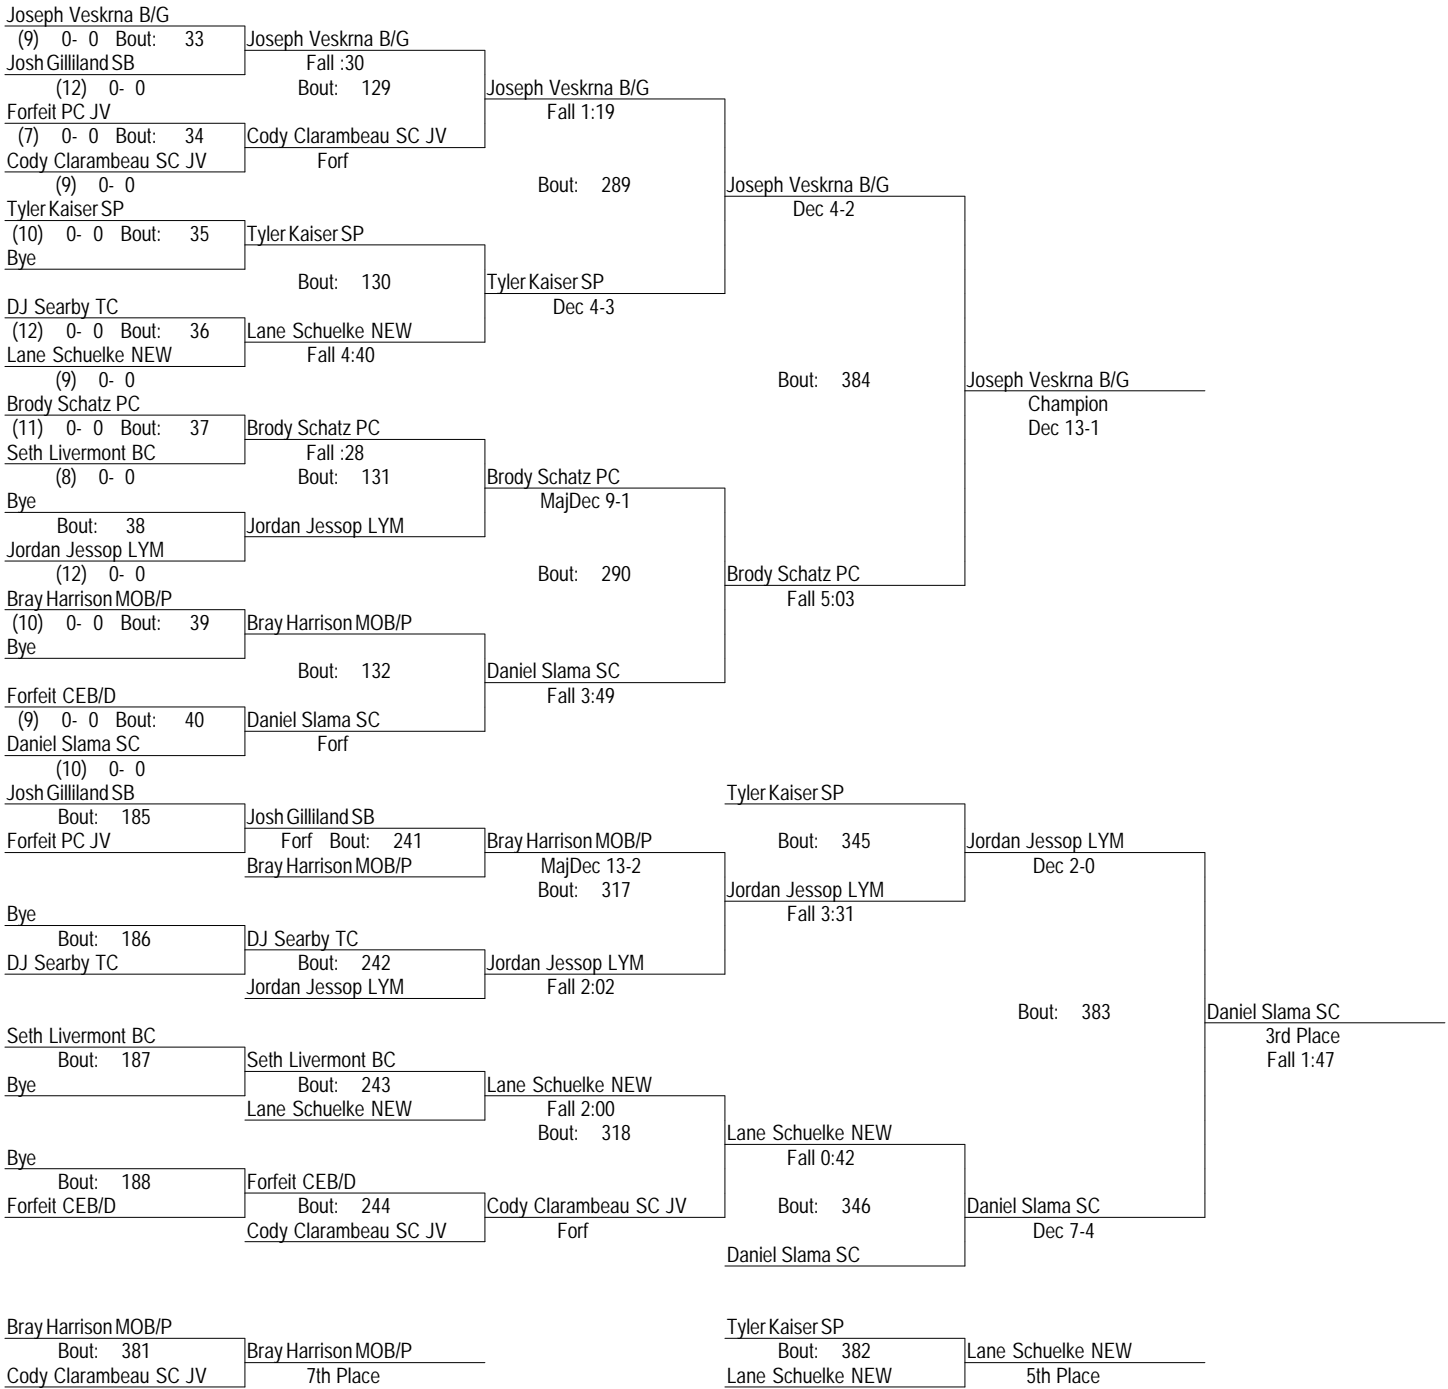 Joseph Veskrna B/G
(9) 0- 0 Bout: 33 Joseph Veskrna B/G
Josh Gilliland SB Fall :30
(12) 0- 0 Bout: 129 Joseph Veskrna B/G
Forfeit PC JV Fall 1:19
(7) 0- 0 Bout: 34 Cody Clarambeau SC JV
Cody Clarambeau SC JV Forf
(9) 0- 0 Bout: 289 Joseph Veskrna B/G
Tyler Kaiser SP Dec 4-2
(10) 0- 0 Bout: 35 Tyler Kaiser SP
Bye
Bout: 130 Tyler Kaiser SP
DJ Searby TC Dec 4-3
(12) 0- 0 Bout: 36 Lane Schuelke NEW
Lane Schuelke NEW Fall 4:40
(9) 0- 0 Bout: 384 Joseph Veskrna B/G
Brody Schatz PC Champion
(11) 0- 0 Bout: 37 Brody Schatz PC Dec 13-1
Seth Livermont BC Fall :28
(8) 0- 0 Bout: 131 Brody Schatz PC
Bye MajDec 9-1
Bout: 38 Jordan Jessop LYM
Jordan Jessop LYM
(12) 0- 0 Bout: 290 Brody Schatz PC
Bray Harrison MOB/P Fall 5:03
(10) 0- 0 Bout: 39 Bray Harrison MOB/P
Bye
Bout: 132 Daniel Slama SC
Forfeit CEB/D Fall 3:49
(9) 0- 0 Bout: 40 Daniel Slama SC
Daniel Slama SC Forf
(10) 0- 0
Josh Gilliland SB Tyler Kaiser SP
Bout: 185 Josh Gilliland SB
Forfeit PC JV Forf Bout: 241 Bray Harrison MOB/P Bout: 345 Jordan Jessop LYM
Bray Harrison MOB/P MajDec 13-2 Dec 2-0
Bout: 317 Jordan Jessop LYM
Bye Fall 3:31
Bout: 186 DJ Searby TC
DJ Searby TC Bout: 242 Jordan Jessop LYM
Jordan Jessop LYM Fall 2:02
Bout: 383 Daniel Slama SC
Seth Livermont BC 3rd Place
Bout: 187 Seth Livermont BC Fall 1:47
Bye Bout: 243 Lane Schuelke NEW
Lane Schuelke NEW Fall 2:00
Bout: 318 Lane Schuelke NEW
Bye Fall 0:42
Bout: 188 Forfeit CEB/D
Forfeit CEB/D Bout: 244 Cody Clarambeau SC JV Bout: 346 Daniel Slama SC
Cody Clarambeau SC JV Forf Dec 7-4
Daniel Slama SC
Bray Harrison MOB/P Tyler Kaiser SP
Bout: 381 Bray Harrison MOB/P Bout: 382 Lane Schuelke NEW
Cody Clarambeau SC JV 7th Place Lane Schuelke NEW 5th Place